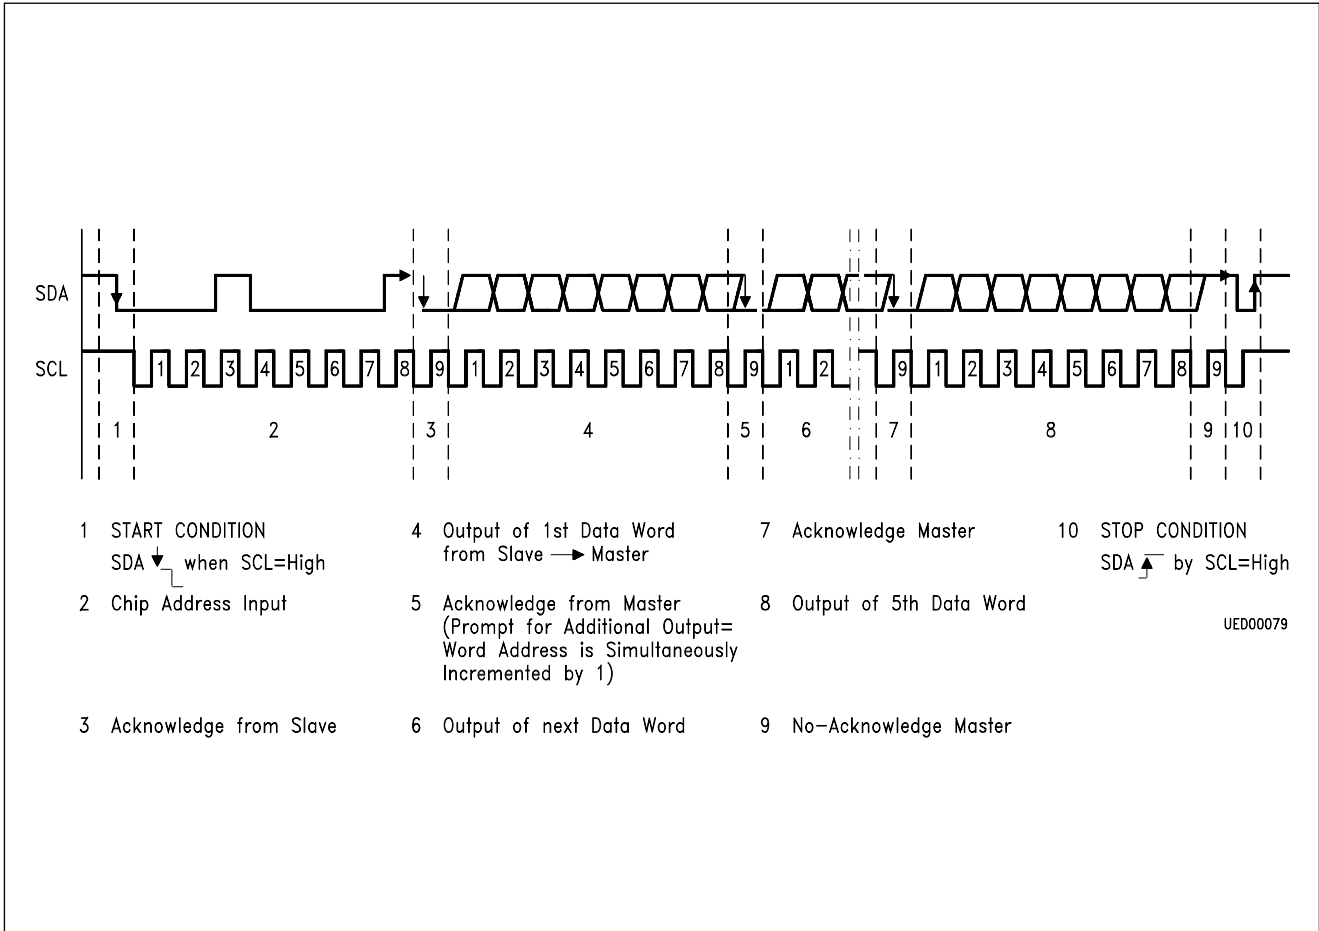 SDA
SCL
1 2 3 4 5 6 7 8 9 1 2 3 4 5 6 7 8 9 1 2 9 1 2 3 4 5 6 7 8 9
1 2 3 4 5 6 7 8 9 10
1 START CONDITION
SDA when SCL=High
2 Chip Address Input
3 Acknowledge from Slave
4 Output of 1st Data Word
from Slave → Master
5 Acknowledge from Master
(Prompt for Additional Output=
Word Address is Simultaneously
Incremented by 1)
6 Output of next Data Word
7 Acknowledge Master
8 Output of 5th Data Word
9 No-Acknowledge Master
10 STOP CONDITION
SDA by SCL=High
UED00079